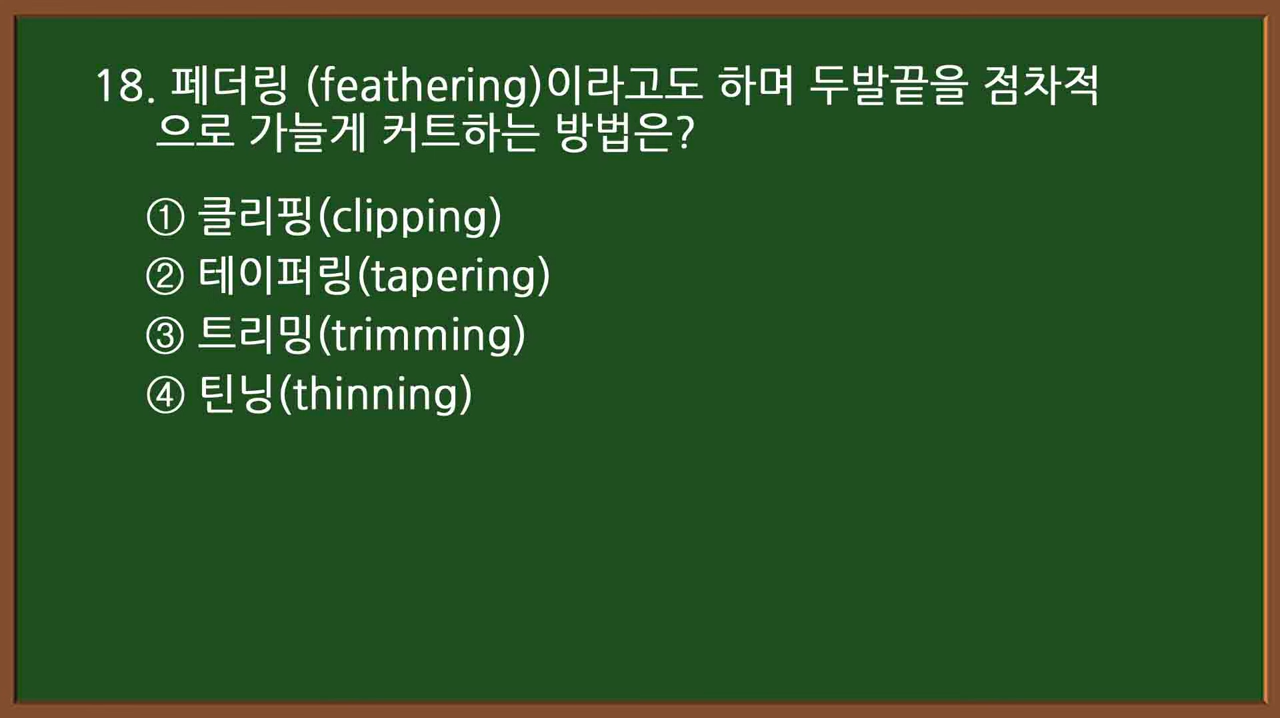 18. 페더링 (feathering)이라고도 하며 두발끝을 점차적
으로 가늘게 커트하는 방법은?
① 클리핑(clipping)
② 테이퍼링(tapering)
③ 트리밍(trimming)
④ 틴닝(thinning)